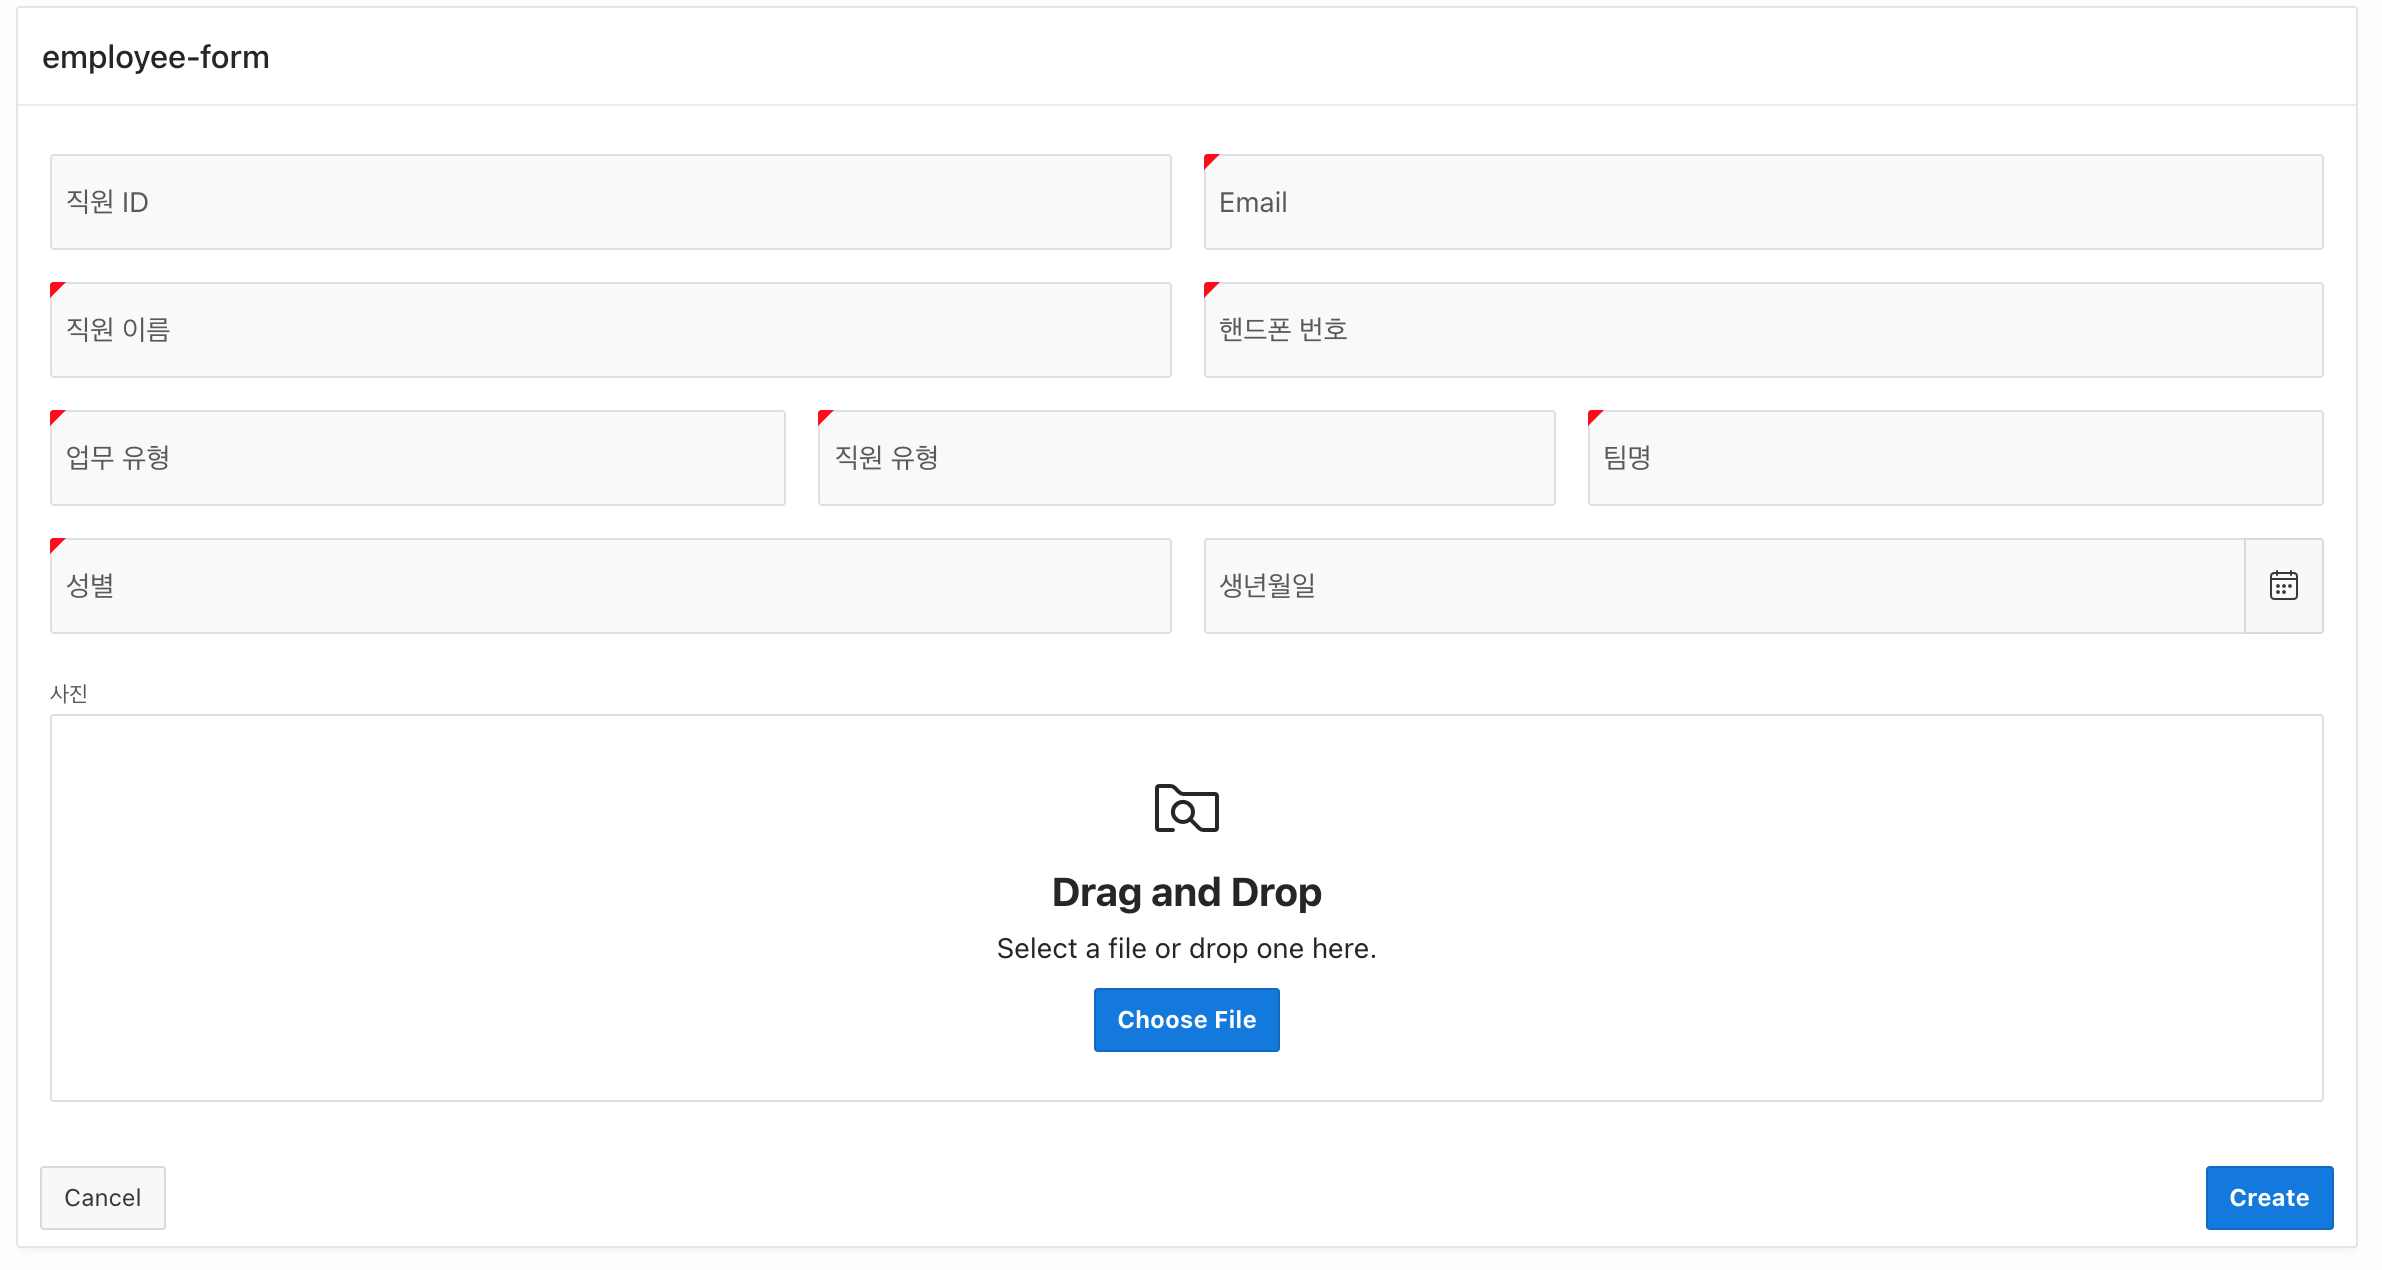 employee-form
직원 ID
Email
직원 이름
핸드폰 번호
업무 유형
직원 유형
팀명
성별
생년월일
사진
Drag and Drop
Select a file or drop one here.
Choose File
Cancel
Create